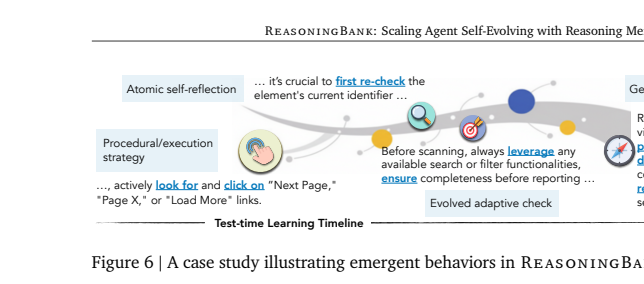 REASONINGBANK: Scaling Agent Self-Evolving with Reasoning
Atomic self-reflection
… it's crucial to first re-check the
element's current identifier …
Procedural/execution
strategy
Before scanning, always leverage any
available search or filter functionalities,
ensure completeness before reporting …
…, actively look for and click on "Next Page,"
"Page X," or "Load More" links.
Evolved adaptive check
Test-time Learning Timeline
Figure 6 | A case study illustrating emergent behaviors in